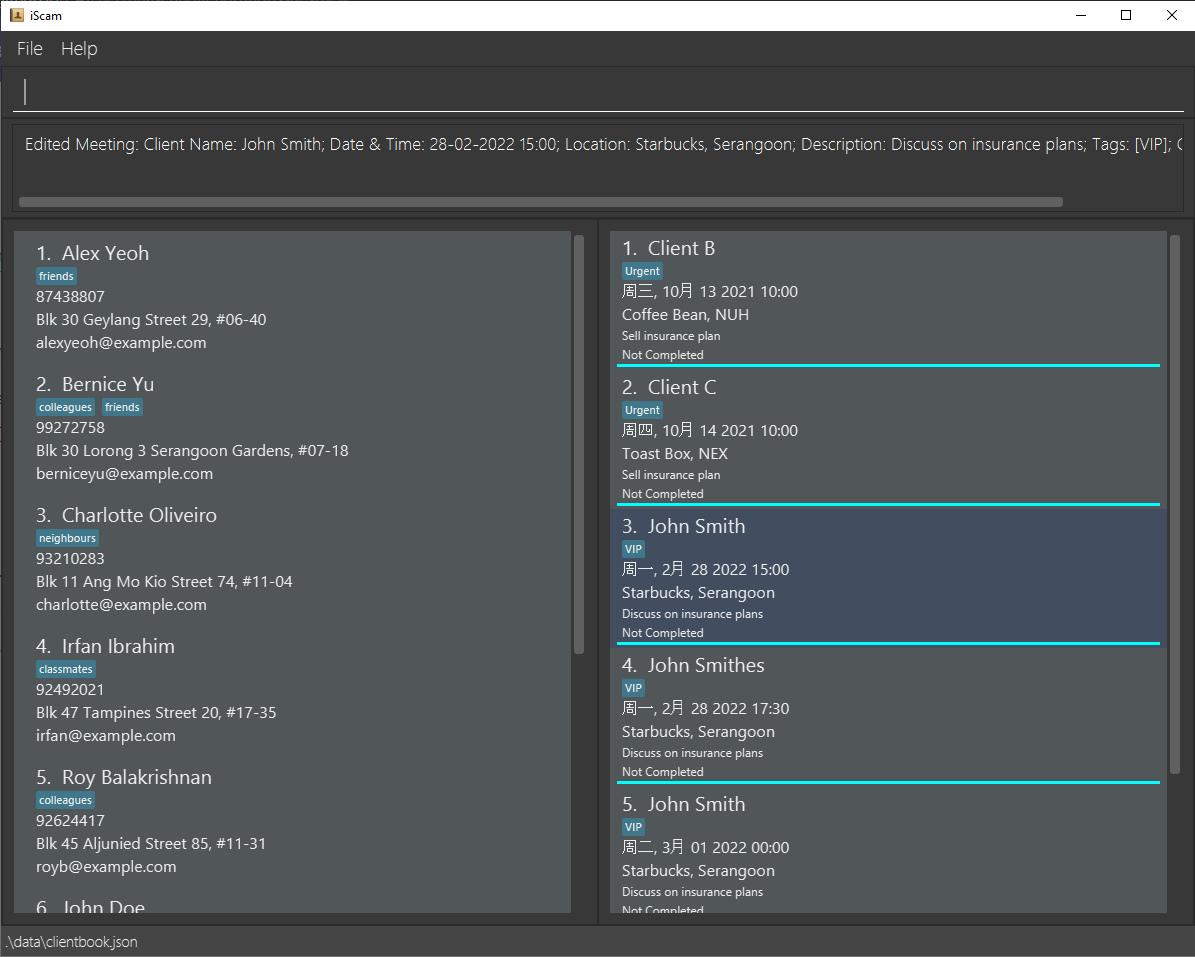 iScam
File Help
Edited Meeting: Client Name: John Smith; Date & Time: 28-02-2022 15:00; Location: Starbucks, Serangoon; Description: Discuss on insurance plans; Tags: [VIP];
1. Alex Yeoh
friends
87438807
Blk 30 Geylang Street 29, #06-40
alexyeoh@example.com
2. Bernice Yu
colleagues friends
99272758
Blk 30 Lorong 3 Serangoon Gardens, #07-18
berniceyu@example.com
3. Charlotte Oliveiro
neighbours
93210283
Blk 11 Ang Mo Kio Street 74, #11-04
charlotte@example.com
4. Irfan Ibrahim
classmates
92492021
Blk 47 Tampines Street 20, #17-35
irfan@example.com
5. Roy Balakrishnan
colleagues
92624417
Blk 45 Aljunied Street 85, #11-31
royb@example.com
6. John Doe
1. Client B
Urgent
周三, 10月 13 2021 10:00
Coffee Bean, NUH
Sell insurance plan
Not Completed
2. Client C
Urgent
周四, 10月 14 2021 10:00
Toast Box, NEX
Sell insurance plan
Not Completed
3. John Smith
VIP
周一, 2月 28 2022 15:00
Starbucks, Serangoon
Discuss on insurance plans
Not Completed
4. John Smithes
VIP
周一, 2月 28 2022 17:30
Starbucks, Serangoon
Discuss on insurance plans
Not Completed
5. John Smith
VIP
周二, 3月 01 2022 00:00
Starbucks, Serangoon
Discuss on insurance plans
Not Completed
.\data\clientbook.json